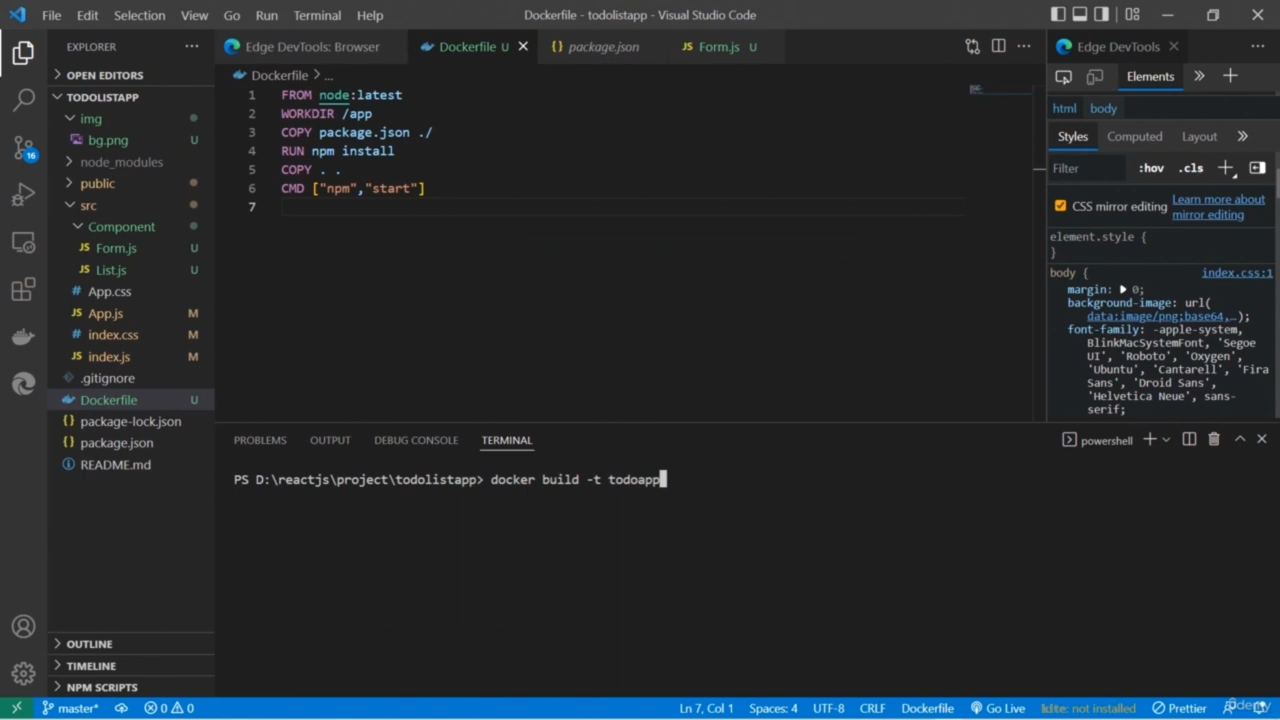 File Edit Selection View Go Run Terminal Help
Dockerfile - todolistapp - Visual Studio Code
EXPLORER
OPEN EDITORS
TODOLISTAPP
img
bg.png U
node_modules
public
src
Component
Form.js U
List.js U
App.css
App.js M
index.css M
index.js M
.gitignore
Dockerfile U
package-lock.json
package.json
README.md
OUTLINE
TIMELINE
NPM SCRIPTS
16
Edge DevTools: Browser
Dockerfile U
package.json
Form.js U
Dockerfile > ...
1 FROM node:latest
2 WORKDIR /app
3 COPY package.json ./
4 RUN npm install
5 COPY . .
6 CMD ["npm","start"]
7
PROBLEMS OUTPUT DEBUG CONSOLE TERMINAL
powershell
PS D:\reactjs\project\todolistapp> docker build -t todoapp
Edge DevTools
Elements
html body
Styles Computed Layout
Filter :hov .cls
CSS mirror editing Learn more about
mirror editing
element.style {
}
body { index.css:1
margin: 0;
background-image: url(
data:image/png;base64,…);
font-family: -apple-system,
BlinkMacSystemFont, 'Segoe
UI', 'Roboto', 'Oxygen',
'Ubuntu', 'Cantarell', 'Fira
Sans', 'Droid Sans',
'Helvetica Neue', sans-
serif;
master* 0 0
Ln 7, Col 1 Spaces: 4 UTF-8 CRLF Dockerfile Go Live kite: not installed Prettier
Udemy